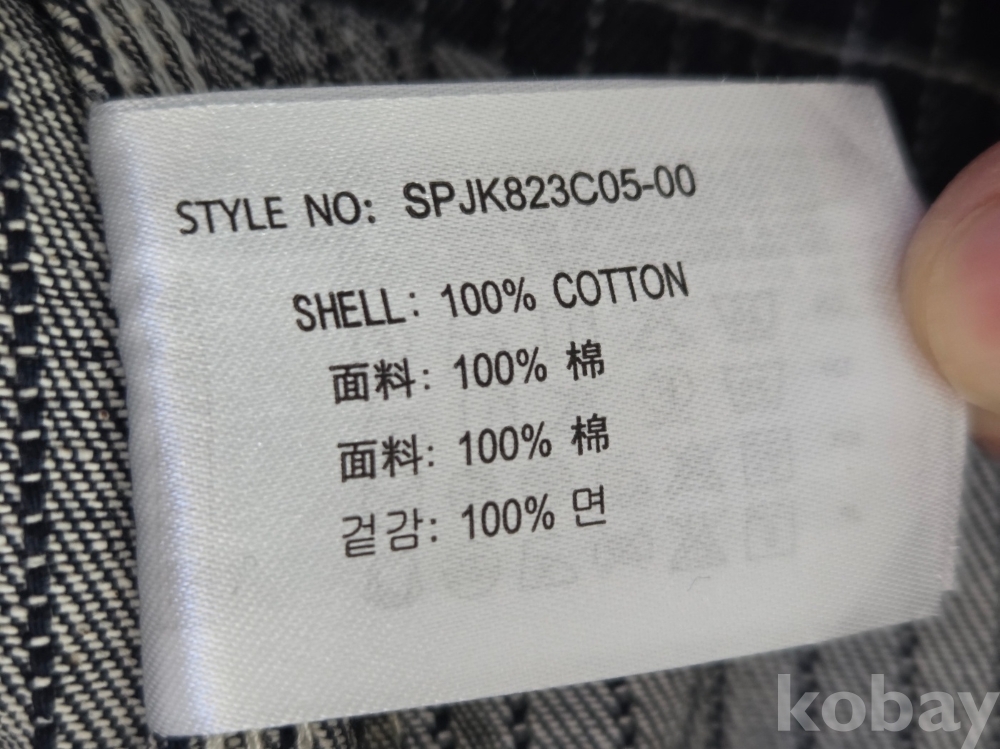 STYLE NO: SPJK823C05-00
SHELL: 100% COTTON
面料: 100% 棉
面料: 100% 棉
겉감: 100% 면
kobay